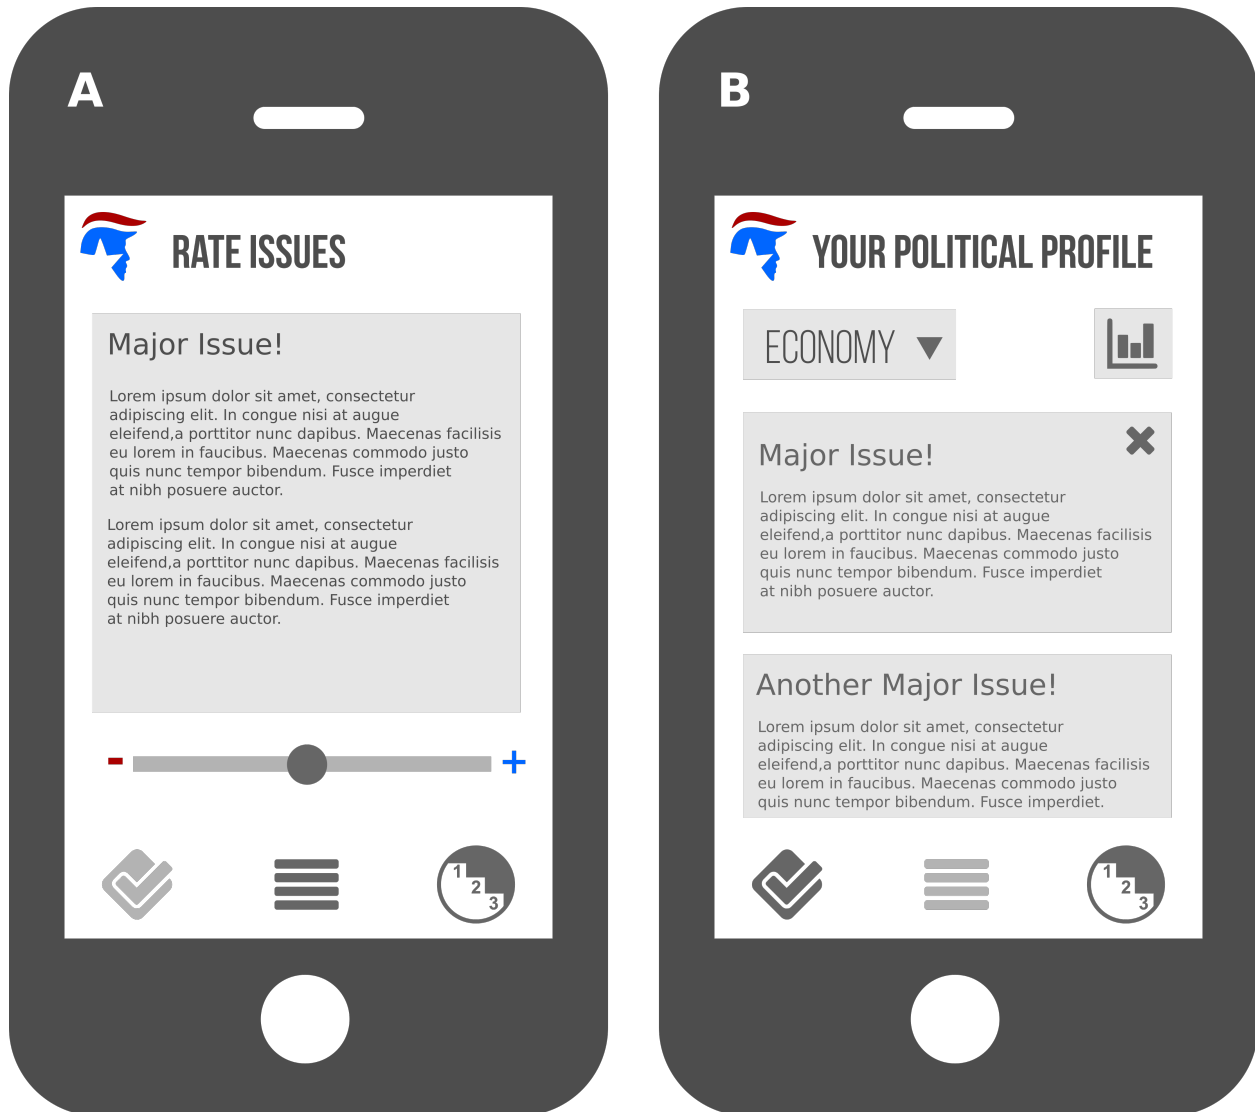 A
RATE ISSUES
Major Issue!
Lorem ipsum dolor sit amet, consectetur
adipiscing elit. In congue nisi at augue
eleifend,a porttitor nunc dapibus. Maecenas facilisis
eu lorem in faucibus. Maecenas commodo justo
quis nunc tempor bibendum. Fusce imperdiet
at nibh posuere auctor.
Lorem ipsum dolor sit amet, consectetur
adipiscing elit. In congue nisi at augue
eleifend,a porttitor nunc dapibus. Maecenas facilisis
eu lorem in faucibus. Maecenas commodo justo
quis nunc tempor bibendum. Fusce imperdiet
at nibh posuere auctor.
- +
1
2
3
B
YOUR POLITICAL PROFILE
ECONOMY
Major Issue!
Lorem ipsum dolor sit amet, consectetur
adipiscing elit. In congue nisi at augue
eleifend,a porttitor nunc dapibus. Maecenas facilisis
eu lorem in faucibus. Maecenas commodo justo
quis nunc tempor bibendum. Fusce imperdiet
at nibh posuere auctor.
Another Major Issue!
Lorem ipsum dolor sit amet, consectetur
adipiscing elit. In congue nisi at augue
eleifend,a porttitor nunc dapibus. Maecenas facilisis
eu lorem in faucibus. Maecenas commodo justo
quis nunc tempor bibendum. Fusce imperdiet.
1
2
3